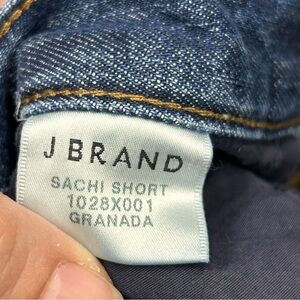 J BRAND
SACHI SHORT
1028X001
GRANADA